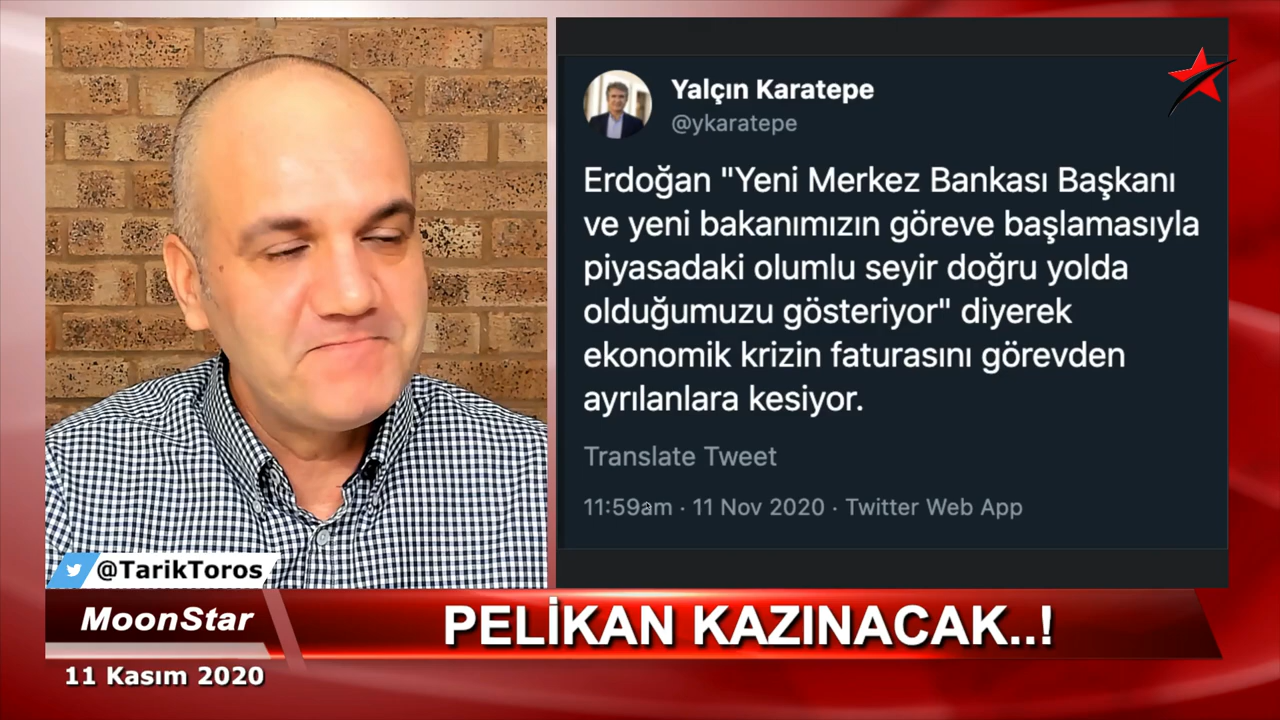 Yalçın Karatepe
@ykaratepe
Erdoğan "Yeni Merkez Bankası Başkanı
ve yeni bakanımızın göreve başlamasıyla
piyasadaki olumlu seyir doğru yolda
olduğumuzu gösteriyor" diyerek
ekonomik krizin faturasını görevden
ayrılanlara kesiyor.
Translate Tweet
11:59am · 11 Nov 2020 · Twitter Web App
@TarikToros
MoonStar
PELİKAN KAZINACAK..!
11 Kasım 2020